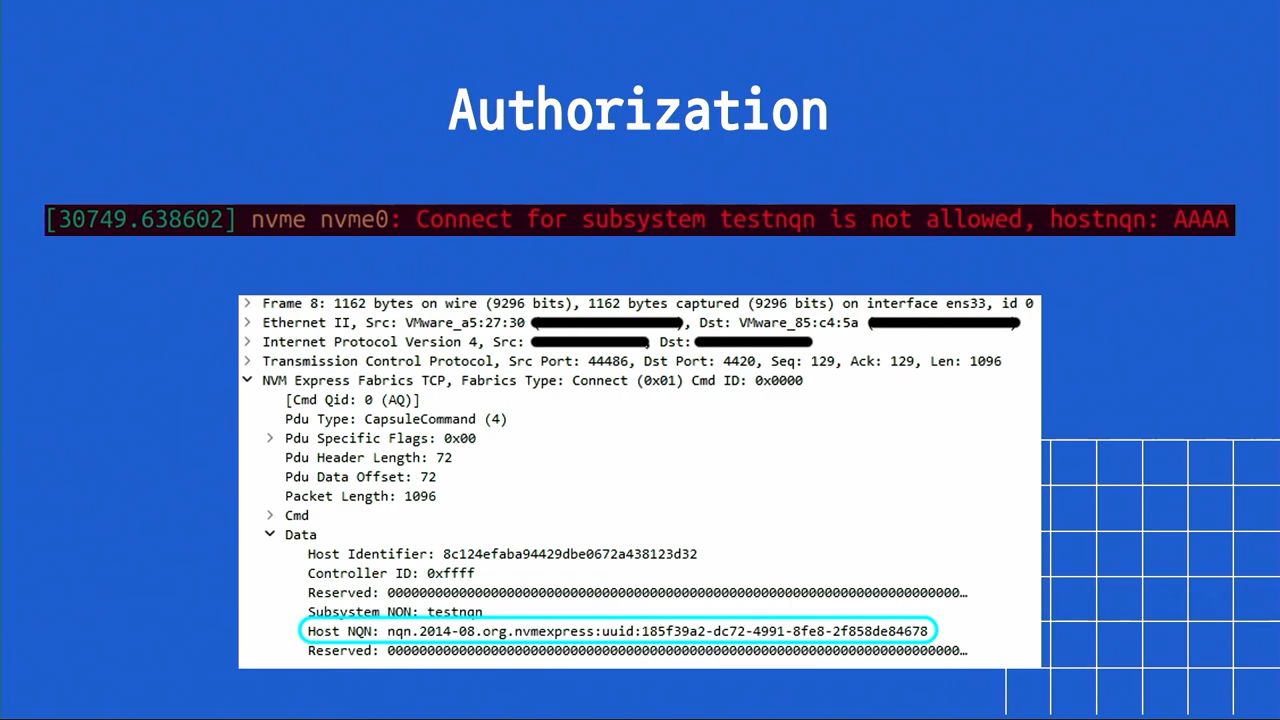 Authorization
[30749.638602] nvme nvme0: Connect for subsystem testnqn is not allowed, hostnqn: AAAA
Frame 8: 1162 bytes on wire (9296 bits), 1162 bytes captured (9296 bits) on interface ens33, id 0
Ethernet II, Src: VMware_a5:27:30 , Dst: VMware_85:c4:5a
Internet Protocol Version 4, Src: , Dst:
Transmission Control Protocol, Src Port: 44486, Dst Port: 4420, Seq: 129, Ack: 129, Len: 1096
NVM Express Fabrics TCP, Fabrics Type: Connect (0x01) Cmd ID: 0x0000
[Cmd Qid: 0 (AQ)]
Pdu Type: CapsuleCommand (4)
Pdu Specific Flags: 0x00
Pdu Header Length: 72
Pdu Data Offset: 72
Packet Length: 1096
Cmd
Data
Host Identifier: 8c124efaba94429dbe0672a438123d32
Controller ID: 0xffff
Reserved: 000000000000000000000000000000000000000000000000000000000000000000000000…
Subsystem NQN: testnqn
Host NQN: nqn.2014-08.org.nvmexpress:uuid:185f39a2-dc72-4991-8fe8-2f858de84678
Reserved: 000000000000000000000000000000000000000000000000000000000000000000000000…